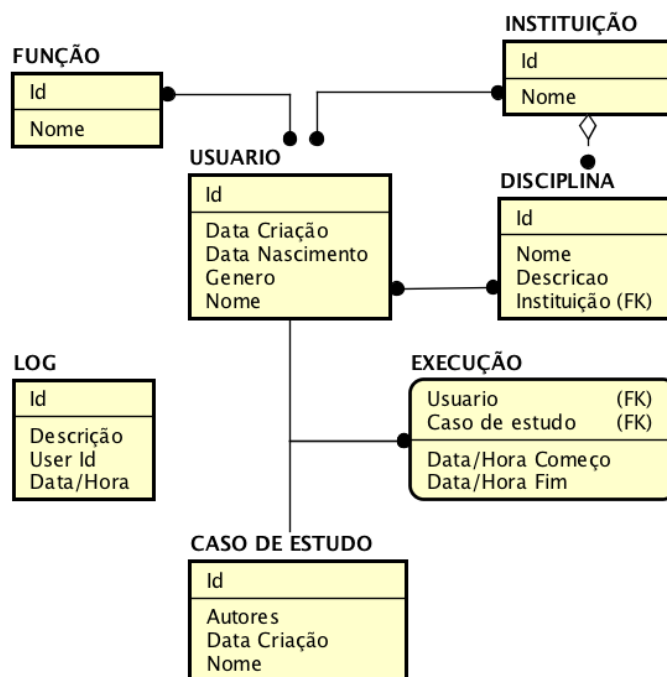 FUNÇÃO
Id
Nome
INSTITUIÇÃO
Id
Nome
USUARIO
Id
Data Criação
Data Nascimento
Genero
Nome
DISCIPLINA
Id
Nome
Descricao
Instituição (FK)
LOG
Id
Descrição
User Id
Data/Hora
EXECUÇÃO
Usuario (FK)
Caso de estudo (FK)
Data/Hora Começo
Data/Hora Fim
CASO DE ESTUDO
Id
Autores
Data Criação
Nome